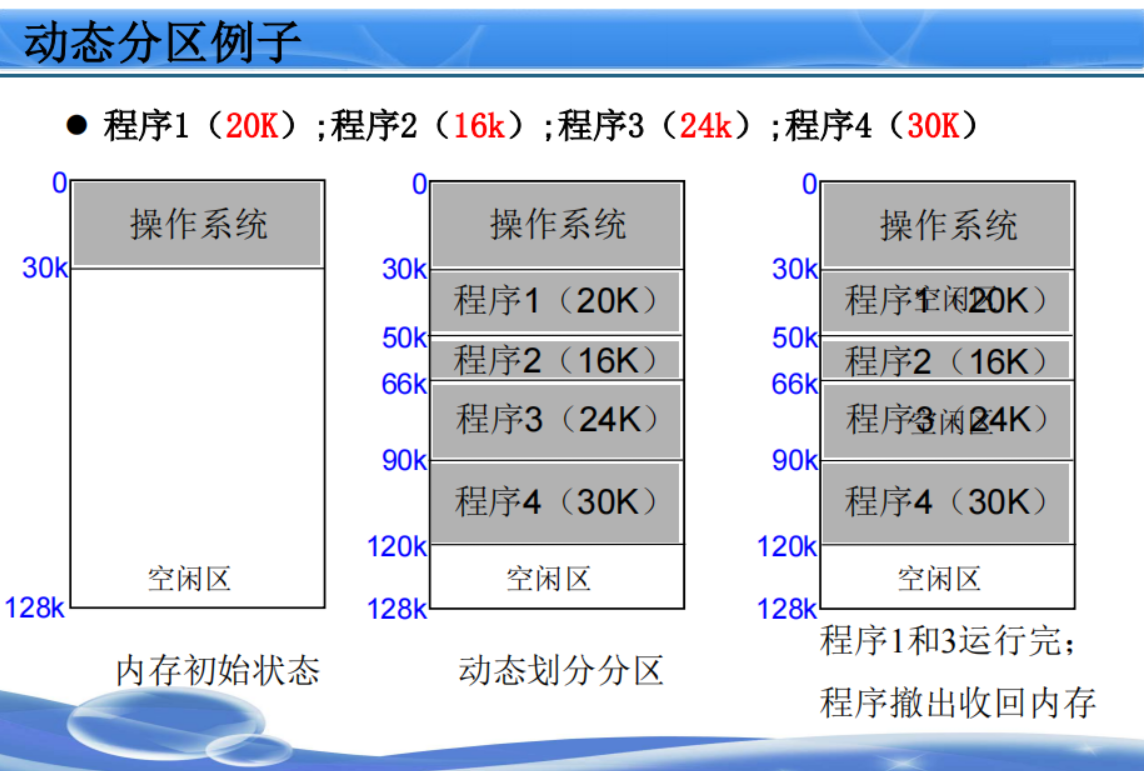 动态分区例子
● 程序1（20K）;程序2（16k）;程序3（24k）;程序4（30K）
0
操作系统
30k
空闲区
128k
内存初始状态
0
操作系统
30k
程序1（20K）
50k
程序2（16K）
66k
程序3（24K）
90k
程序4（30K）
120k
空闲区
128k
动态划分分区
0
操作系统
30k
程序1（20K）
空闲区
50k
程序2（16K）
66k
程序3（24K）
空闲区
90k
程序4（30K）
120k
空闲区
128k
程序1和3运行完；
程序撤出收回内存